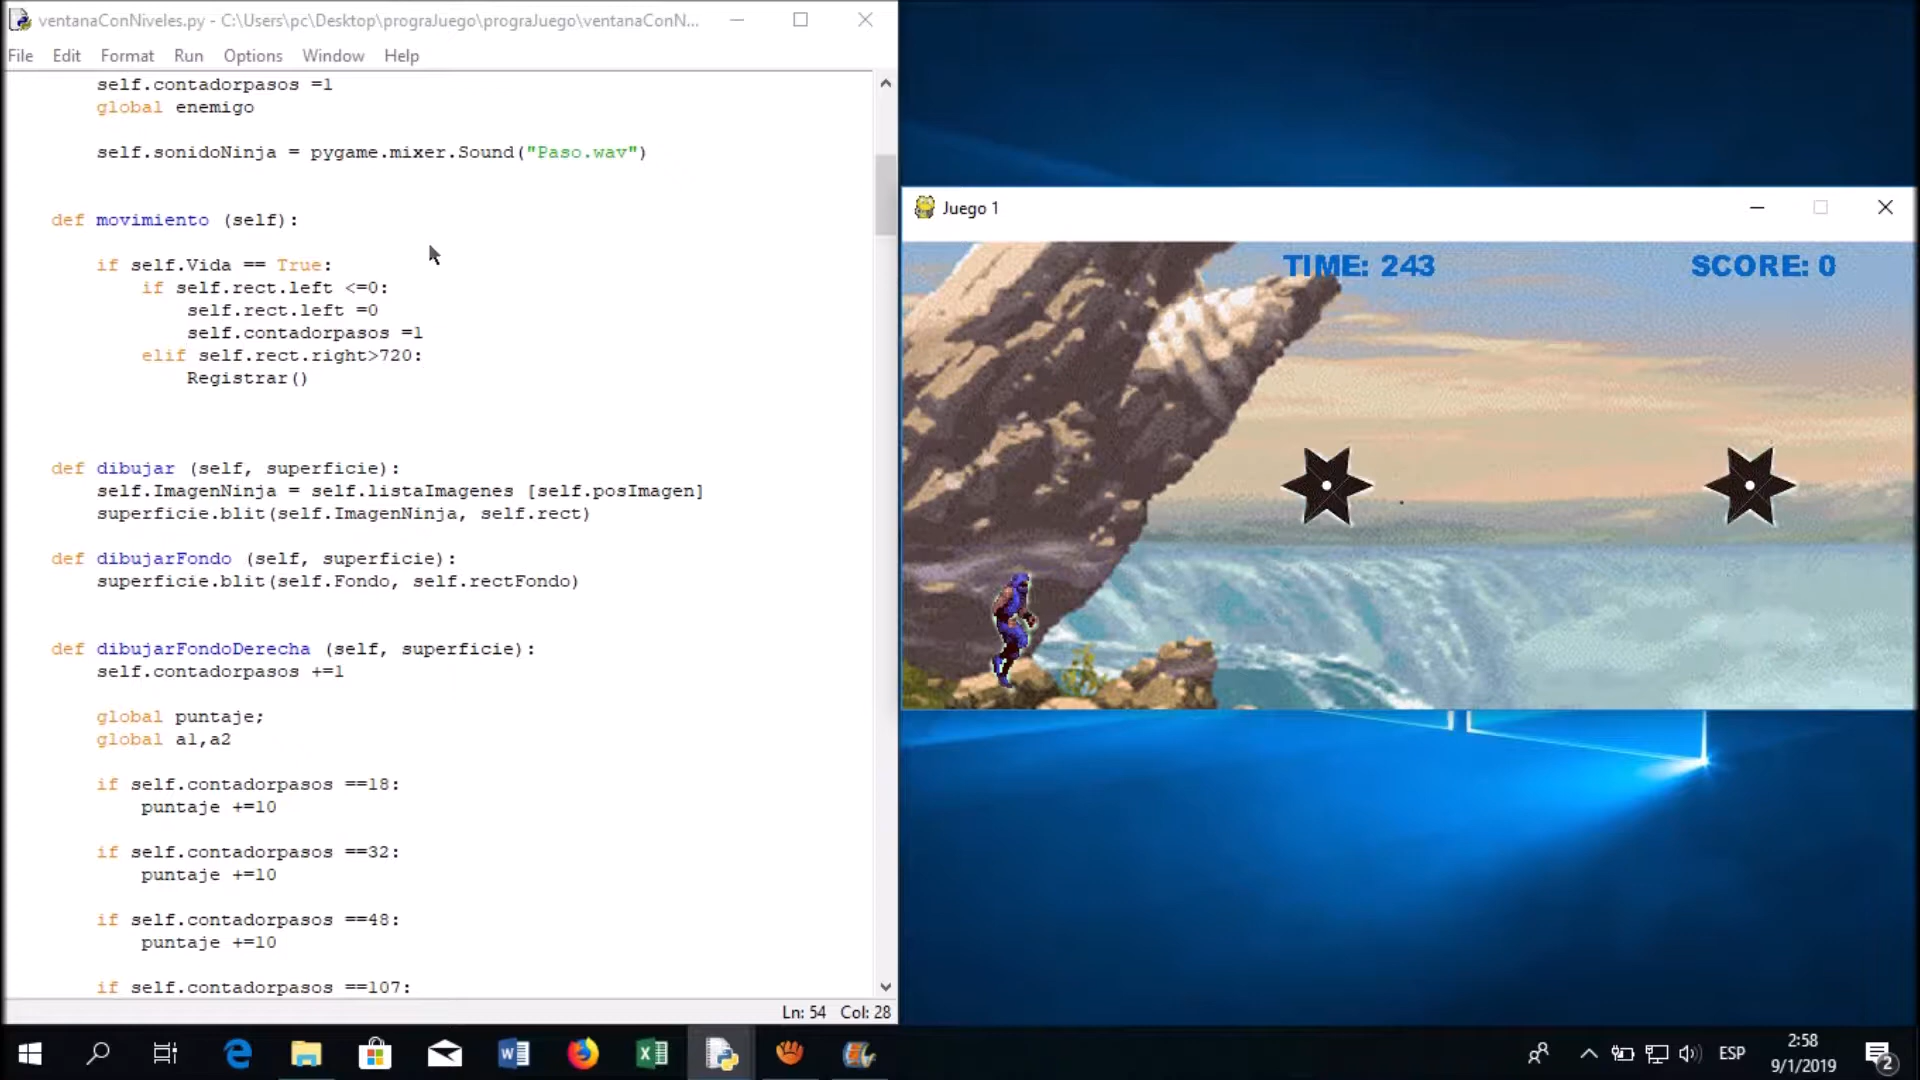 ventanaConNiveles.py - C:\Users\pc\Desktop\prograJuego\prograJuego\ventanaConN...
File Edit Format Run Options Window Help
self.contadorpasos =1
global enemigo
self.sonidoNinja = pygame.mixer.Sound("Paso.wav")
def movimiento (self):
if self.Vida == True:
if self.rect.left <=0:
self.rect.left =0
self.contadorpasos =1
elif self.rect.right>720:
Registrar()
def dibujar (self, superficie):
self.ImagenNinja = self.listaImagenes [self.posImagen]
superficie.blit(self.ImagenNinja, self.rect)
def dibujarFondo (self, superficie):
superficie.blit(self.Fondo, self.rectFondo)
def dibujarFondoDerecha (self, superficie):
self.contadorpasos +=1
global puntaje;
global a1,a2
if self.contadorpasos ==18:
puntaje +=10
if self.contadorpasos ==32:
puntaje +=10
if self.contadorpasos ==48:
puntaje +=10
if self.contadorpasos ==107:
Ln: 54 Col: 28
Juego 1
TIME: 243
SCORE: 0
ESP
2:58
9/1/2019
2